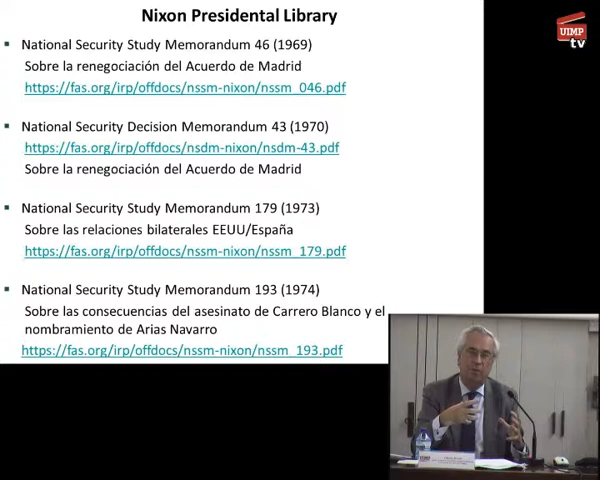 Nixon Presidental Library
National Security Study Memorandum 46 (1969)
Sobre la renegociación del Acuerdo de Madrid
https://fas.org/irp/offdocs/nssm-nixon/nssm_046.pdf
National Security Decision Memorandum 43 (1970)
https://fas.org/irp/offdocs/nsdm-nixon/nsdm-43.pdf
Sobre la renegociación del Acuerdo de Madrid
National Security Study Memorandum 179 (1973)
Sobre las relaciones bilaterales EEUU/España
https://fas.org/irp/offdocs/nssm-nixon/nssm_179.pdf
National Security Study Memorandum 193 (1974)
Sobre las consecuencias del asesinato de Carrero Blanco y el
nombramiento de Arias Navarro
https://fas.org/irp/offdocs/nssm-nixon/nssm_193.pdf
UIMP
tv